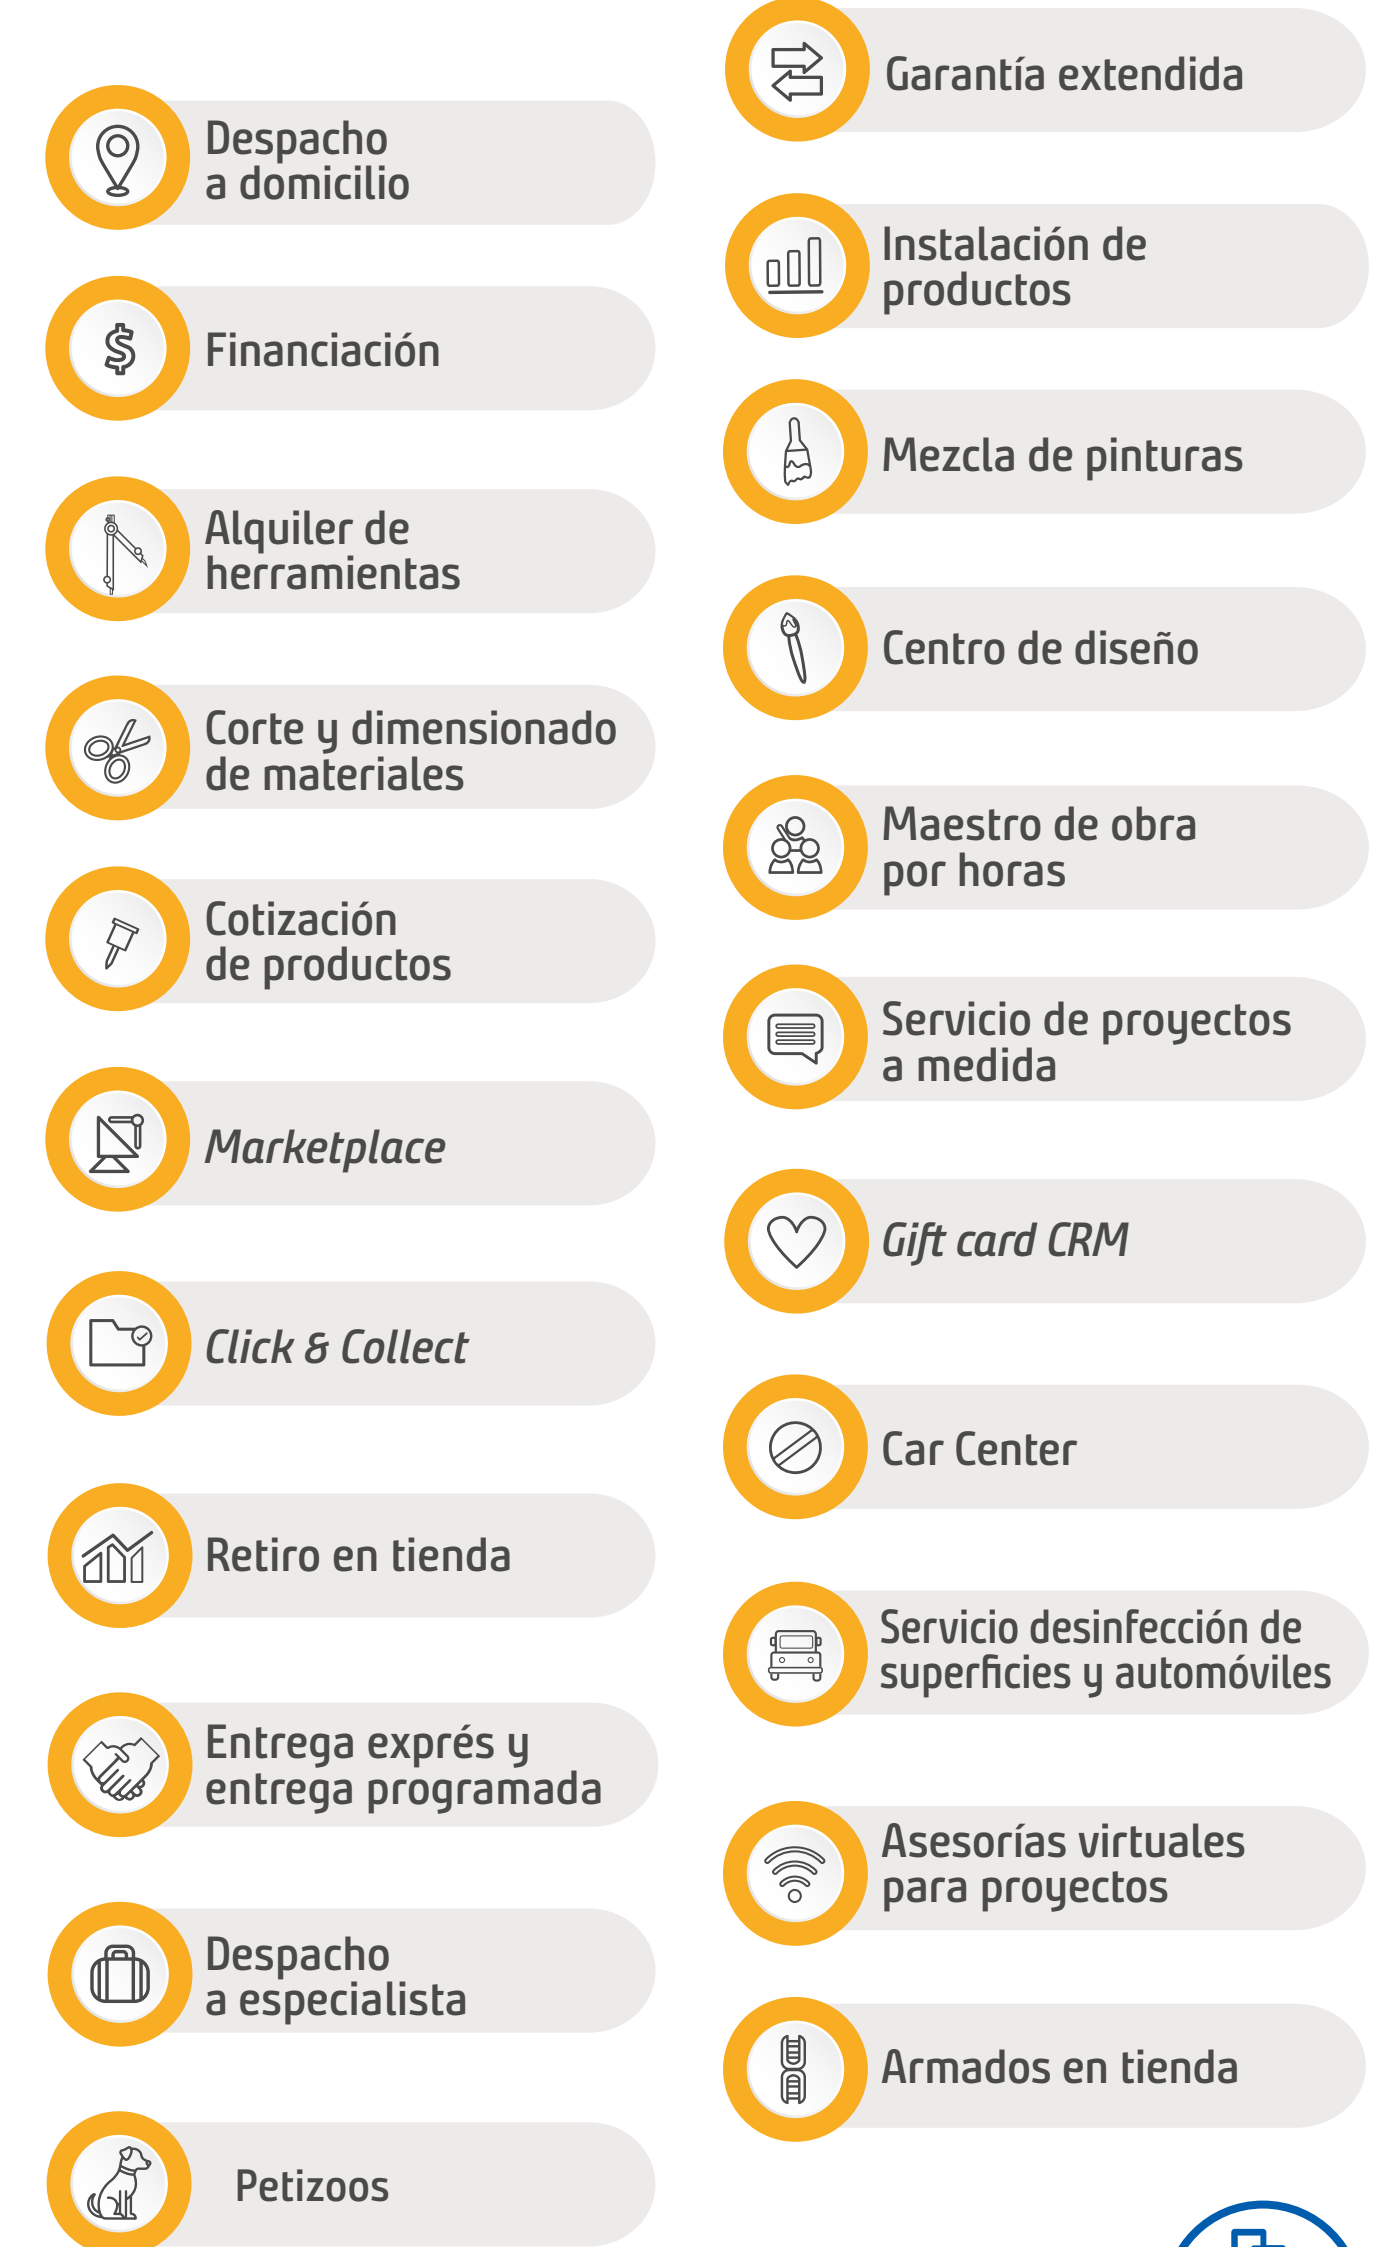 Despacho
a domicilio
Financiación
Alquiler de
herramientas
Corte y dimensionado
de materiales
Cotización
de productos
Marketplace
Click & Collect
Retiro en tienda
Entrega exprés y
entrega programada
Despacho
a especialista
Petizoos
Garantía extendida
Instalación de
productos
Mezcla de pinturas
Centro de diseño
Maestro de obra
por horas
Servicio de proyectos
a medida
Gift card CRM
Car Center
Servicio desinfección de
superficies y automóviles
Asesorías virtuales
para proyectos
Armados en tienda